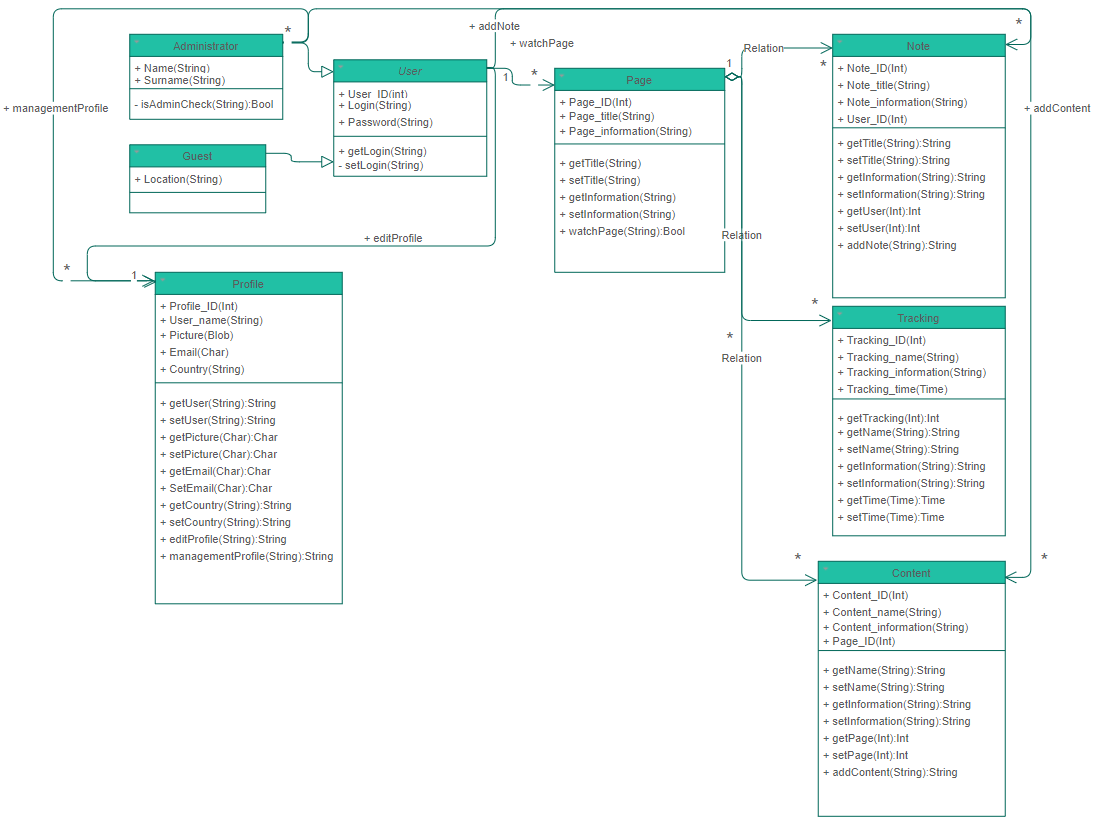 + addNote
+ watchPage
+ managementProfile
+ editProfile
+ addContent
Relation
Relation
Relation
*
1
*
1
*
*
*
*
*
*
*
1
Administrator
+ Name(String)
+ Surname(String)
- isAdminCheck(String):Bool
Guest
+ Location(String)
User
+ User_ID(int)
+ Login(String)
+ Password(String)
+ getLogin(String)
- setLogin(String)
Page
+ Page_ID(Int)
+ Page_title(String)
+ Page_information(String)
+ getTitle(String)
+ setTitle(String)
+ getInformation(String)
+ setInformation(String)
+ watchPage(String):Bool
Note
+ Note_ID(Int)
+ Note_title(String)
+ Note_information(String)
+ User_ID(Int)
+ getTitle(String):String
+ setTitle(String):String
+ getInformation(String):String
+ setInformation(String):String
+ getUser(Int):Int
+ setUser(Int):Int
+ addNote(String):String
Profile
+ Profile_ID(Int)
+ User_name(String)
+ Picture(Blob)
+ Email(Char)
+ Country(String)
+ getUser(String):String
+ setUser(String):String
+ getPicture(Char):Char
+ setPicture(Char):Char
+ getEmail(Char):Char
+ SetEmail(Char):Char
+ getCountry(String):String
+ setCountry(String):String
+ editProfile(String):String
+ managementProfile(String):String
Tracking
+ Tracking_ID(Int)
+ Tracking_name(String)
+ Tracking_information(String)
+ Tracking_time(Time)
+ getTracking(Int):Int
+ getName(String):String
+ setName(String):String
+ getInformation(String):String
+ setInformation(String):String
+ getTime(Time):Time
+ setTime(Time):Time
Content
+ Content_ID(Int)
+ Content_name(String)
+ Content_information(String)
+ Page_ID(Int)
+ getName(String):String
+ setName(String):String
+ getInformation(String):String
+ setInformation(String):String
+ getPage(Int):Int
+ setPage(Int):Int
+ addContent(String):String